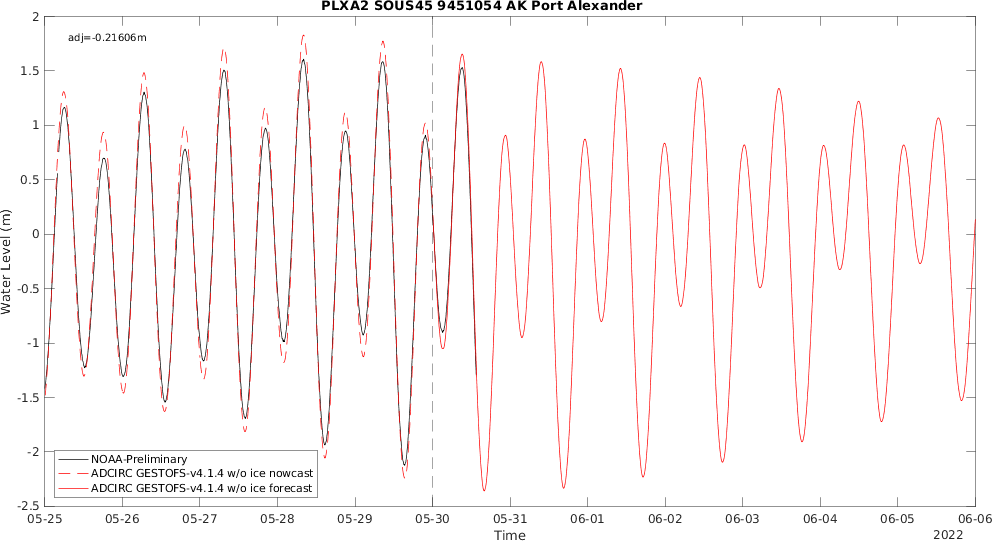 PLXA2 SOUS45 9451054 AK Port Alexander
adj=-0.21606m
2
1.5
1
0.5
0
-0.5
-1
-1.5
-2
-2.5
Water Level (m)
NOAA-Preliminary
ADCIRC GESTOFS-v4.1.4 w/o ice nowcast
ADCIRC GESTOFS-v4.1.4 w/o ice forecast
05-25 05-26 05-27 05-28 05-29 05-30 05-31 06-01 06-02 06-03 06-04 06-05 06-06
Time
2022